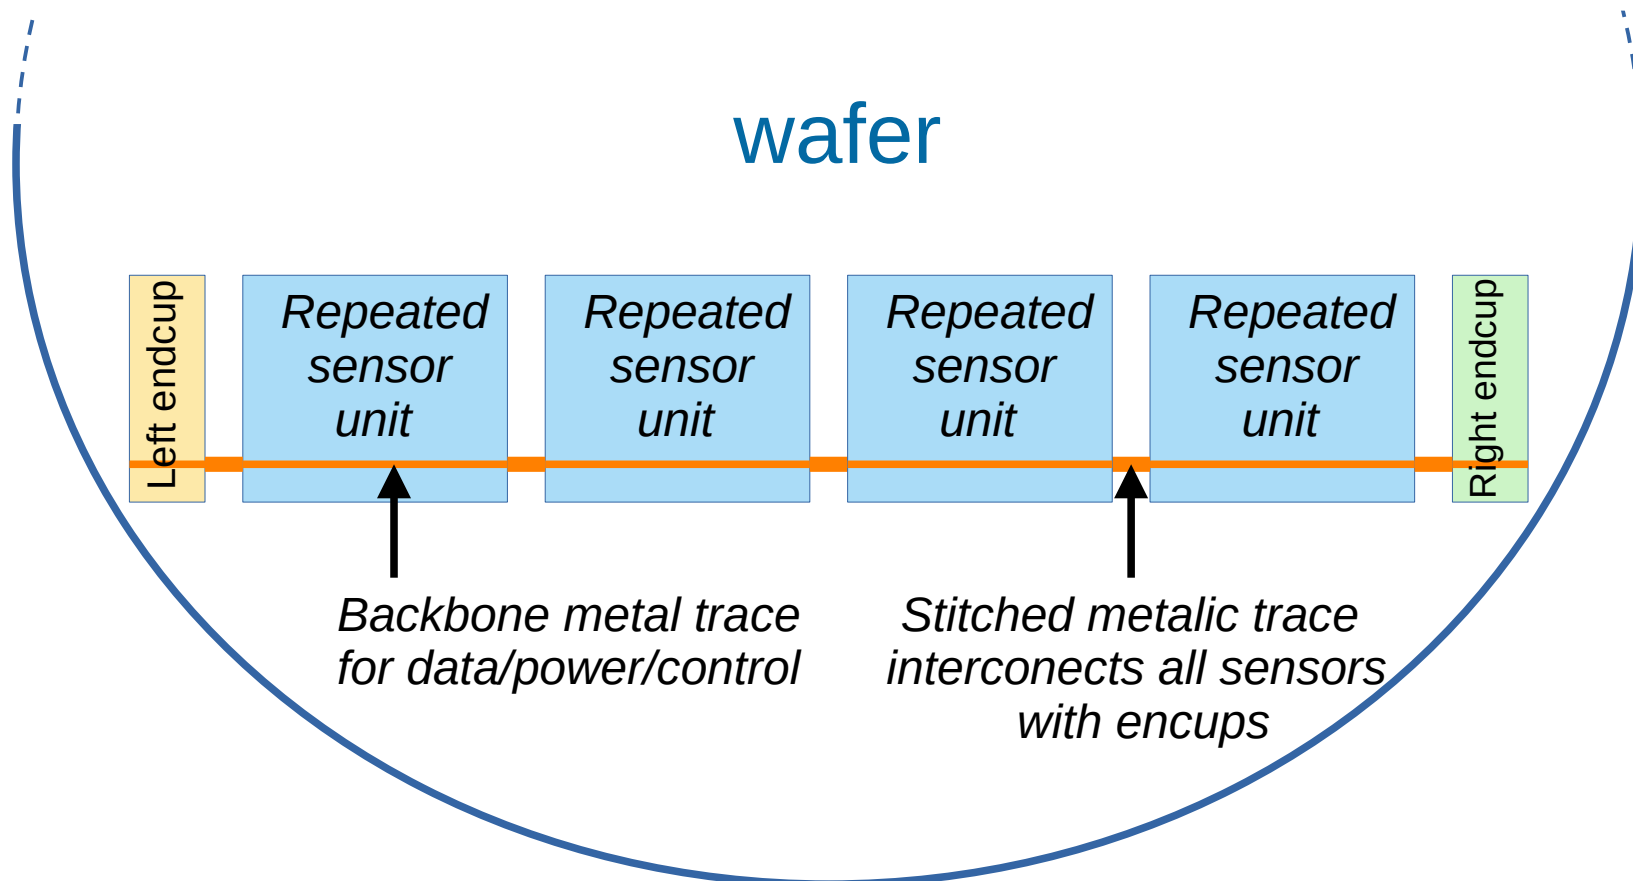 wafer
Left endcup
Repeated
sensor
unit
Repeated
sensor
unit
Repeated
sensor
unit
Repeated
sensor
unit
Right endcup
Backbone metal trace
for data/power/control
Stitched metalic trace
interconects all sensors
with encups